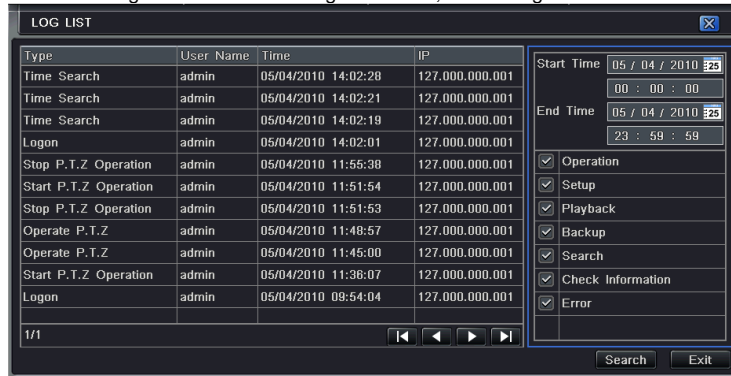 LOG LIST
Type User Name Time IP
Time Search admin 05/04/2010 14:02:28 127.000.000.001
Time Search admin 05/04/2010 14:02:21 127.000.000.001
Time Search admin 05/04/2010 14:02:19 127.000.000.001
Logon admin 05/04/2010 14:02:01 127.000.000.001
Stop P.T.Z Operation admin 05/04/2010 11:55:38 127.000.000.001
Start P.T.Z Operation admin 05/04/2010 11:51:54 127.000.000.001
Stop P.T.Z Operation admin 05/04/2010 11:51:53 127.000.000.001
Operate P.T.Z admin 05/04/2010 11:48:57 127.000.000.001
Operate P.T.Z admin 05/04/2010 11:45:00 127.000.000.001
Start P.T.Z Operation admin 05/04/2010 11:36:07 127.000.000.001
Logon admin 05/04/2010 09:54:04 127.000.000.001
1/1
Start Time 05 / 04 / 2010 25
00 : 00 : 00
End Time 05 / 04 / 2010 25
23 : 59 : 59
Operation
Setup
Playback
Backup
Search
Check Information
Error
Search Exit